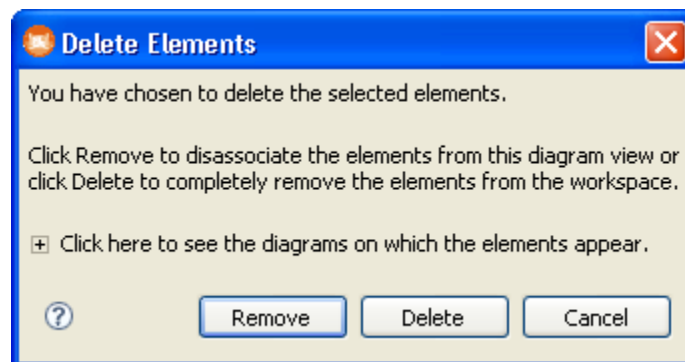 Delete Elements
You have chosen to delete the selected elements.
Click Remove to disassociate the elements from this diagram view or
click Delete to completely remove the elements from the workspace.
Click here to see the diagrams on which the elements appear.
? Remove Delete Cancel